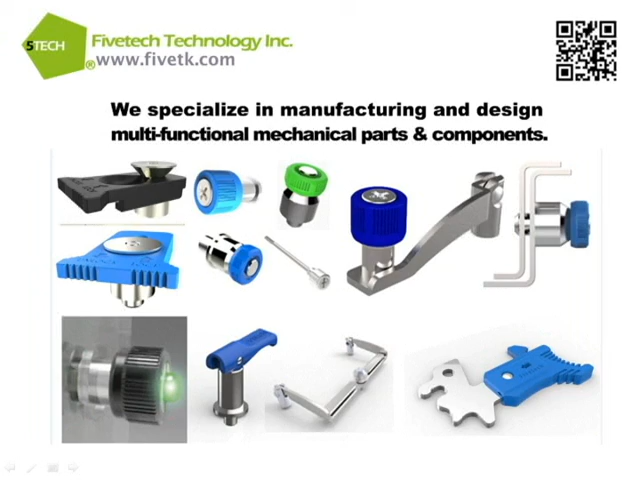 5TECH
Fivetech Technology Inc.
® www.fivetk.com
We specialize in manufacturing and design
multi-functional mechanical parts & components.